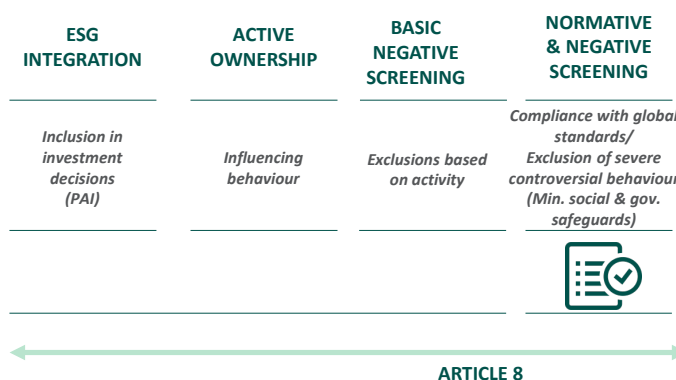 ESG
INTEGRATION
ACTIVE
OWNERSHIP
BASIC
NEGATIVE
SCREENING
NORMATIVE
& NEGATIVE
SCREENING
Inclusion in
investment
decisions
(PAI)
Influencing
behaviour
Exclusions based
on activity
Compliance with global
standards/
Exclusion of severe
controversial behaviour
(Min. social & gov.
safeguards)
ARTICLE 8